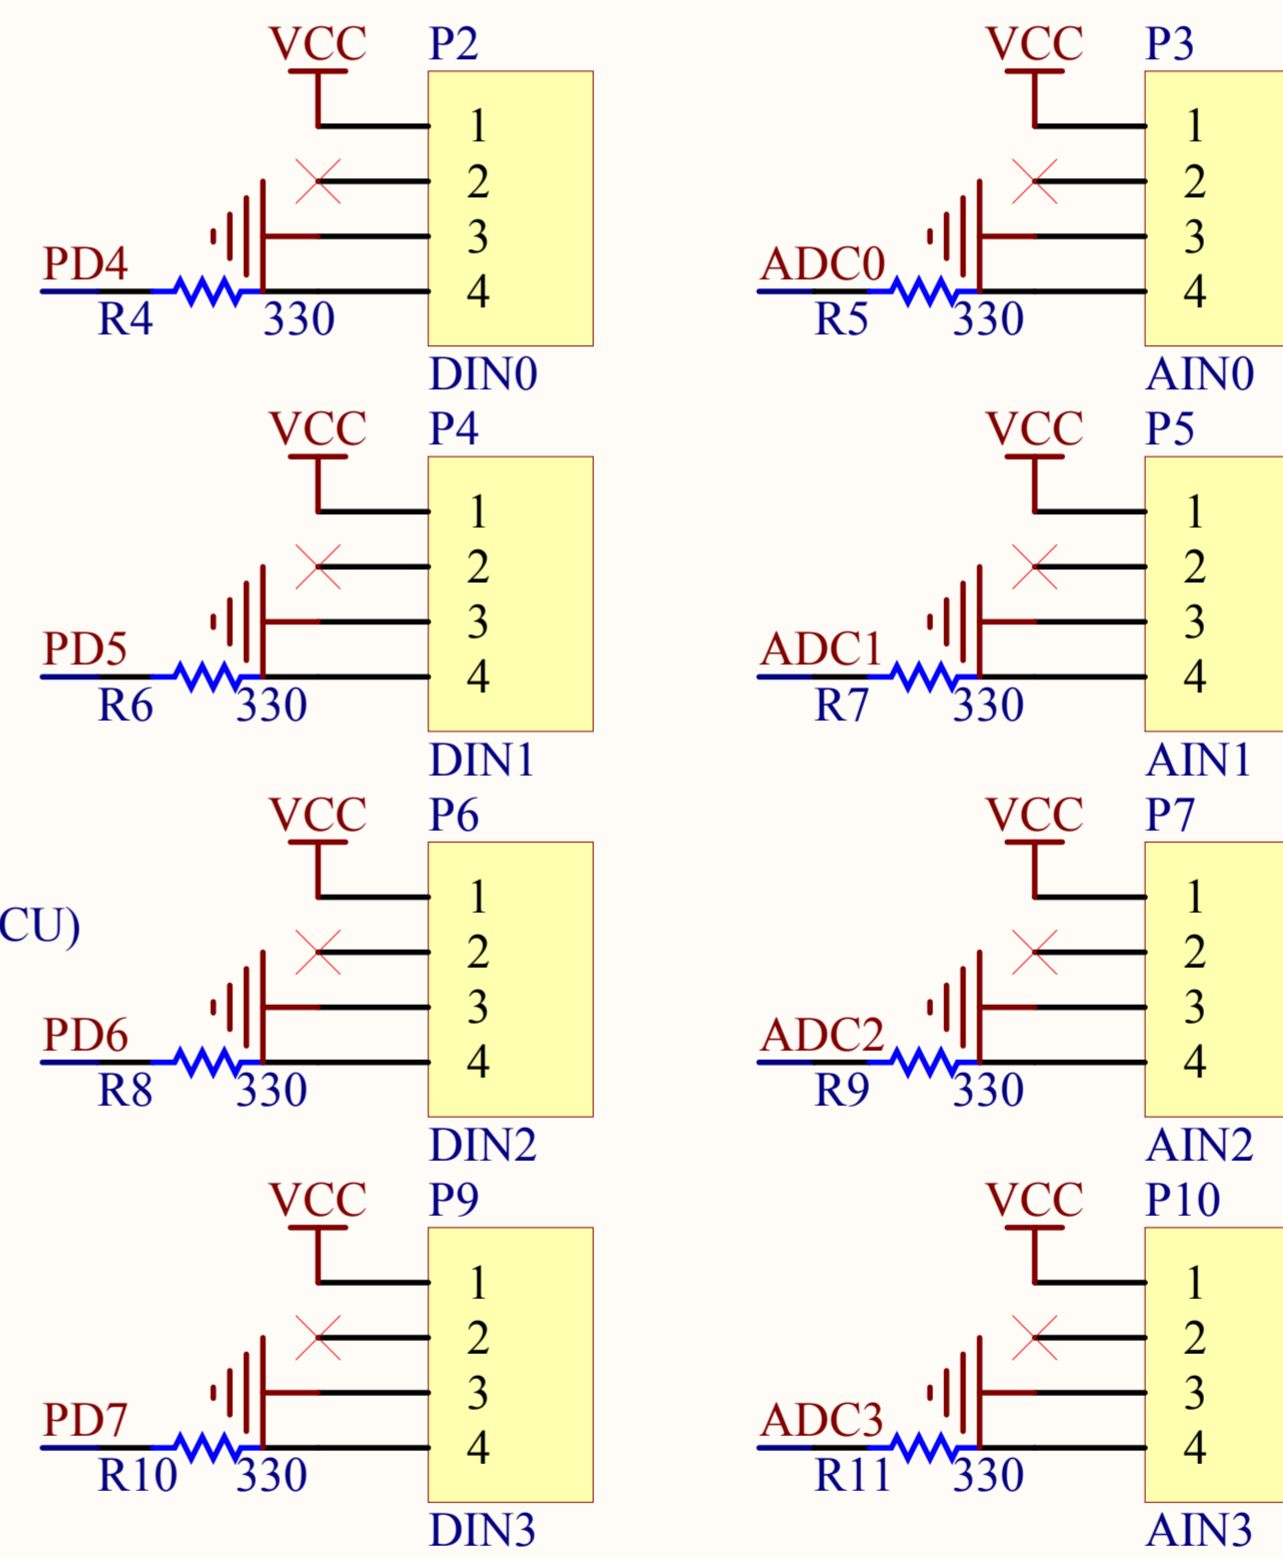 VCC P2
1
2
3
PD4
4
R4 330
DIN0
VCC P3
1
2
3
ADC0
4
R5 330
AIN0
VCC P4
1
2
3
PD5
4
R6 330
DIN1
VCC P5
1
2
3
ADC1
4
R7 330
AIN1
VCC P6
1
CU)
2
3
PD6
4
R8 330
DIN2
VCC P7
1
2
3
ADC2
4
R9 330
AIN2
VCC P9
1
2
3
PD7
4
R10 330
DIN3
VCC P10
1
2
3
ADC3
4
R11 330
AIN3